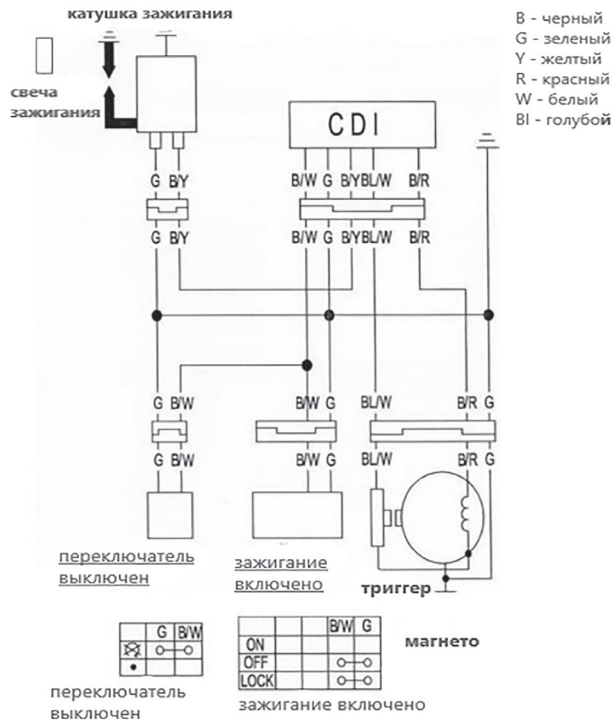 катушка зажигания
свеча
зажигания
B - черный
G - зеленый
Y - желтый
R - красный
W - белый
Bl - голубой
CDI
G B/Y
B/W G B/Y BL/W B/R
G B/Y
B/W G B/Y BL/W B/R
G B/W
B/W G
BL/W
B/R G
G B/W
B/W G
BL/W
B/R G
переключатель
выключен
зажигание
включено
триггер
магнето
G B/W
переключатель
выключен
B/W G
ON
OFF
LOCK
зажигание включено